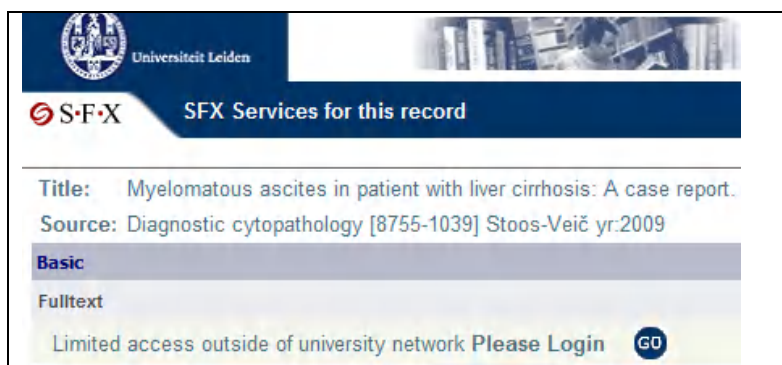 Universiteit Leiden
S·F·X SFX Services for this record
Title: Myelomatous ascites in patient with liver cirrhosis: A case report.
Source: Diagnostic cytopathology [8755-1039] Stoos-Veič yr:2009
Basic
Fulltext
Limited access outside of university network Please Login GO